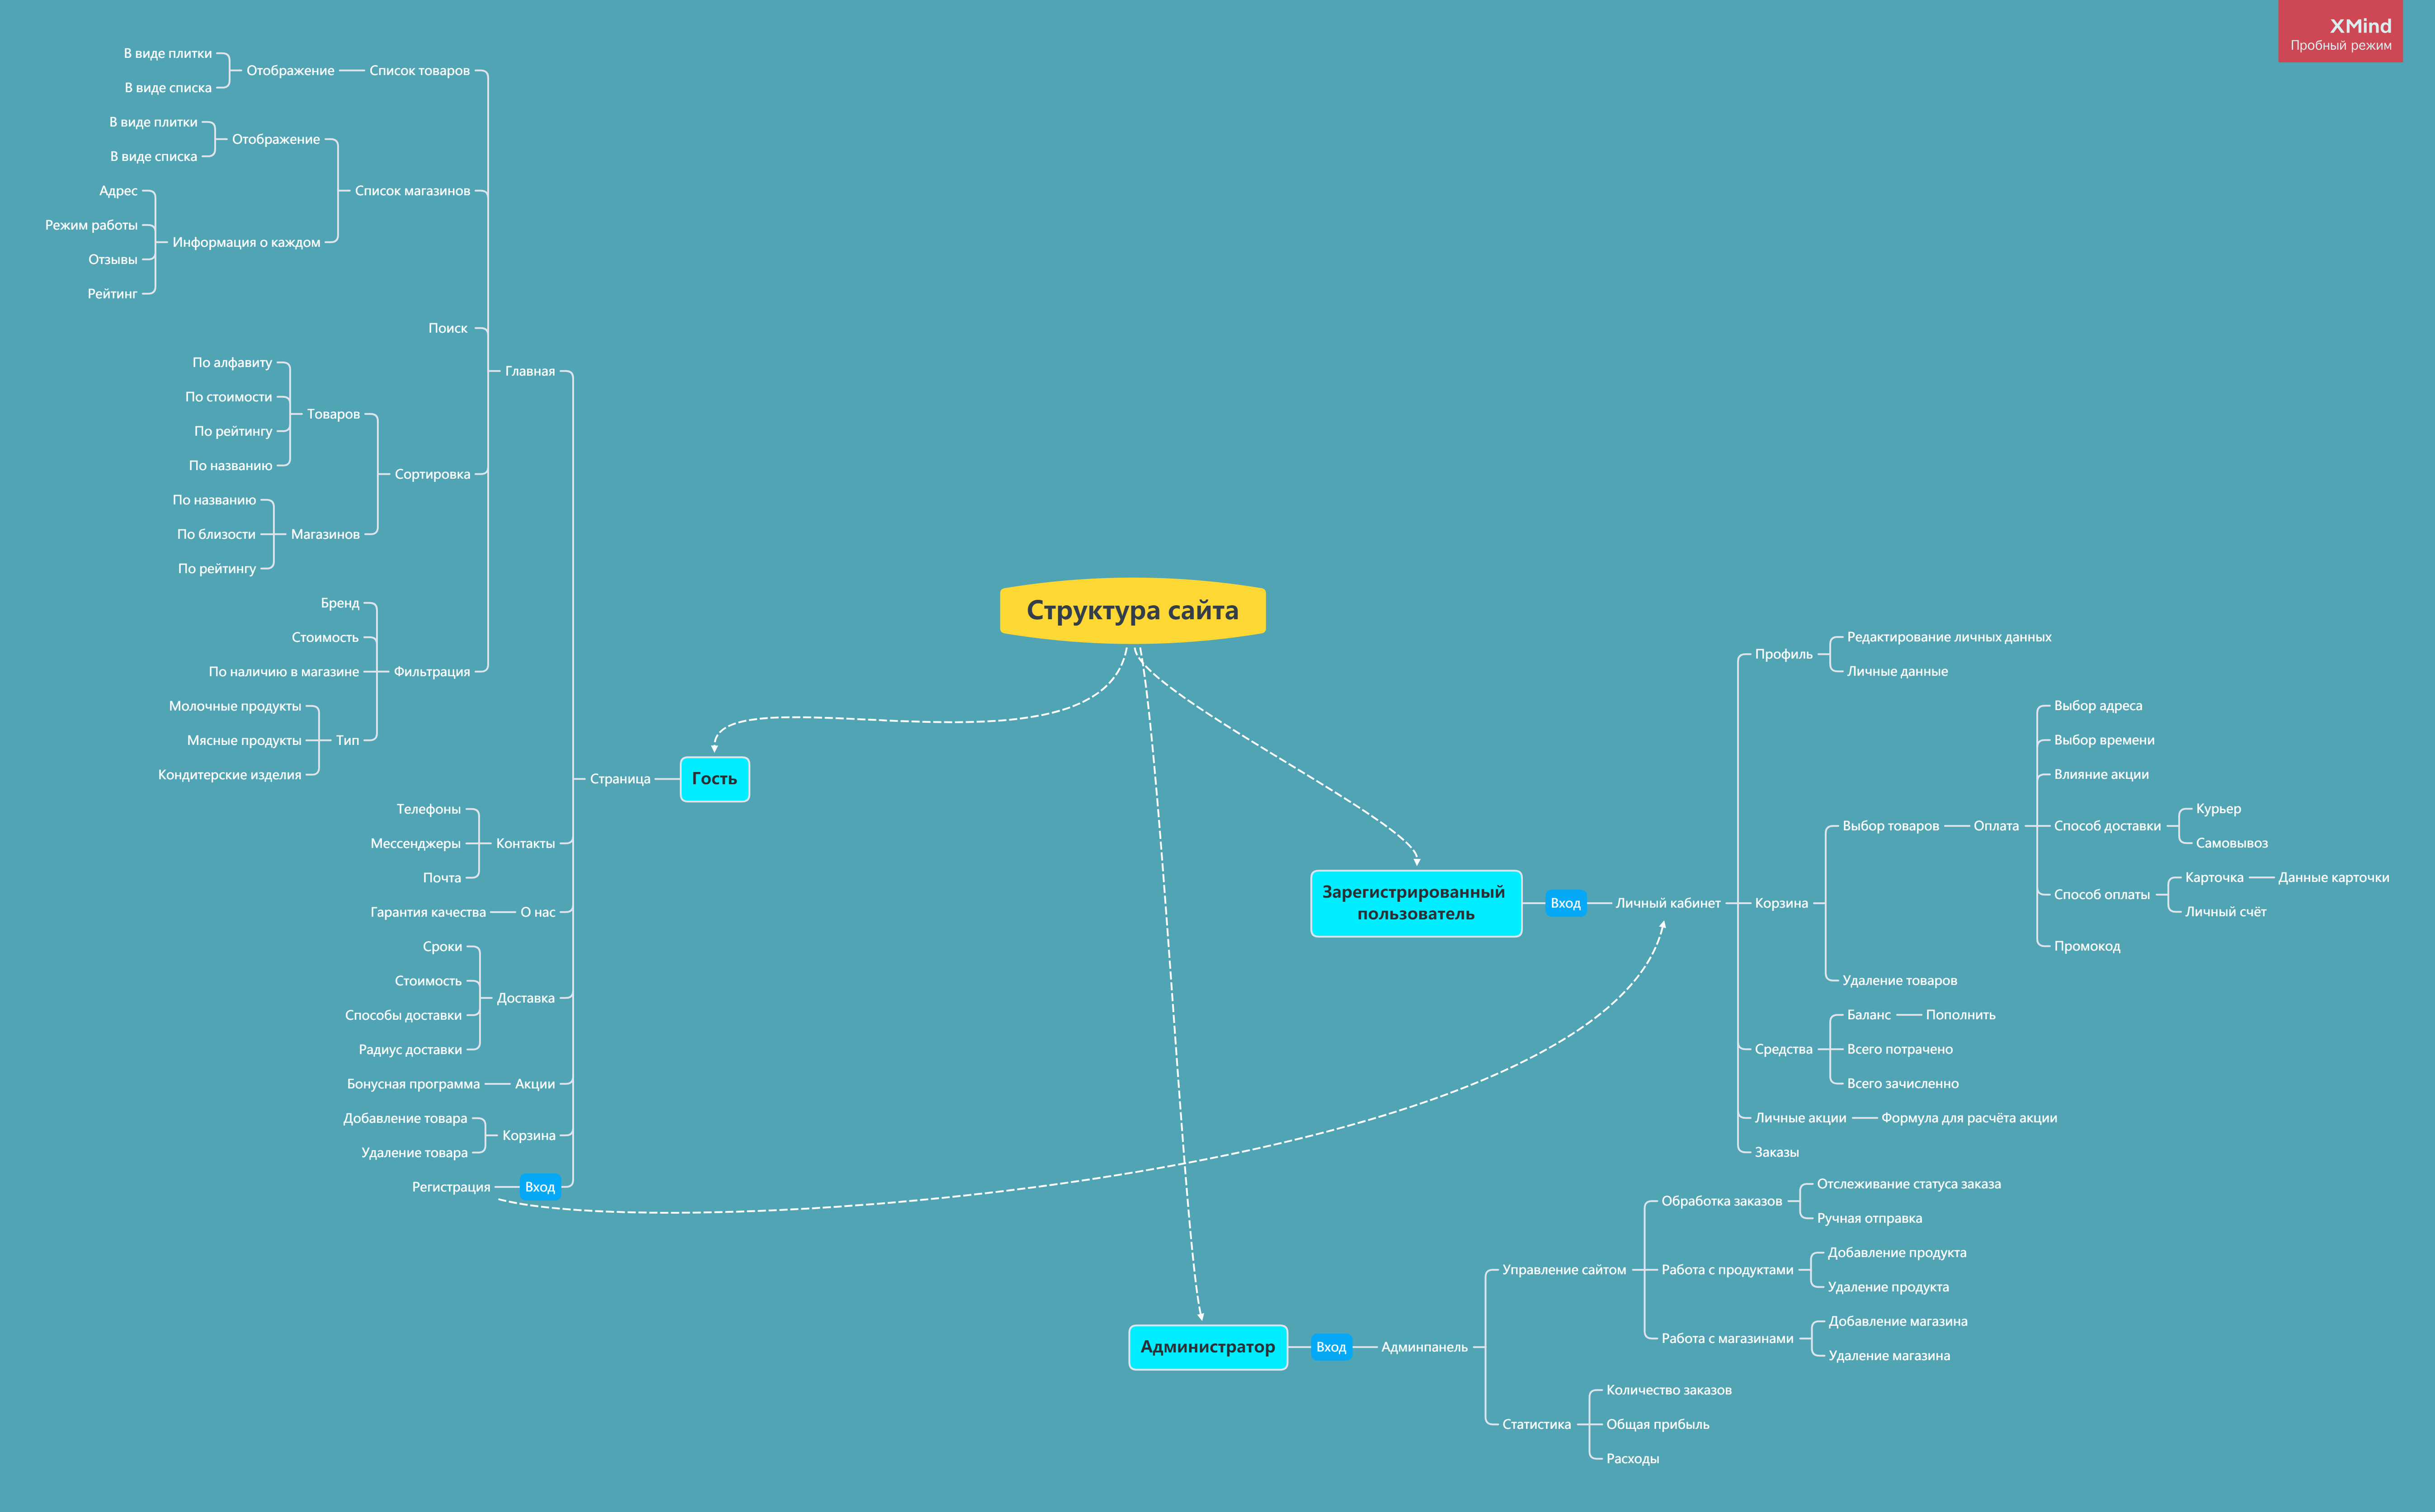 XMind
Пробный режим
В виде плитки
В виде списка
Отображение
Список товаров
В виде плитки
В виде списка
Отображение
Адрес
Режим работы
Отзывы
Рейтинг
Информация о каждом
Список магазинов
Поиск
По алфавиту
По стоимости
По рейтингу
По названию
Товаров
По названию
По близости
По рейтингу
Магазинов
Сортировка
Бренд
Стоимость
По наличию в магазине
Молочные продукты
Мясные продукты
Кондитерские изделия
Тип
Фильтрация
Главная
Телефоны
Мессенджеры
Почта
Контакты
Гарантия качества
О нас
Сроки
Стоимость
Способы доставки
Радиус доставки
Доставка
Бонусная программа
Акции
Добавление товара
Удаление товара
Корзина
Регистрация
Вход
Страница
Гость
Структура сайта
Зарегистрированный
пользователь
Вход
Личный кабинет
Профиль
Редактирование личных данных
Личные данные
Корзина
Выбор товаров
Оплата
Выбор адреса
Выбор времени
Влияние акции
Способ доставки
Курьер
Самовывоз
Способ оплаты
Карточка
Данные карточки
Личный счёт
Промокод
Удаление товаров
Средства
Баланс
Пополнить
Всего потрачено
Всего зачисленно
Личные акции
Формула для расчёта акции
Заказы
Администратор
Вход
Админпанель
Управление сайтом
Обработка заказов
Отслеживание статуса заказа
Ручная отправка
Работа с продуктами
Добавление продукта
Удаление продукта
Работа с магазинами
Добавление магазина
Удаление магазина
Статистика
Количество заказов
Общая прибыль
Расходы